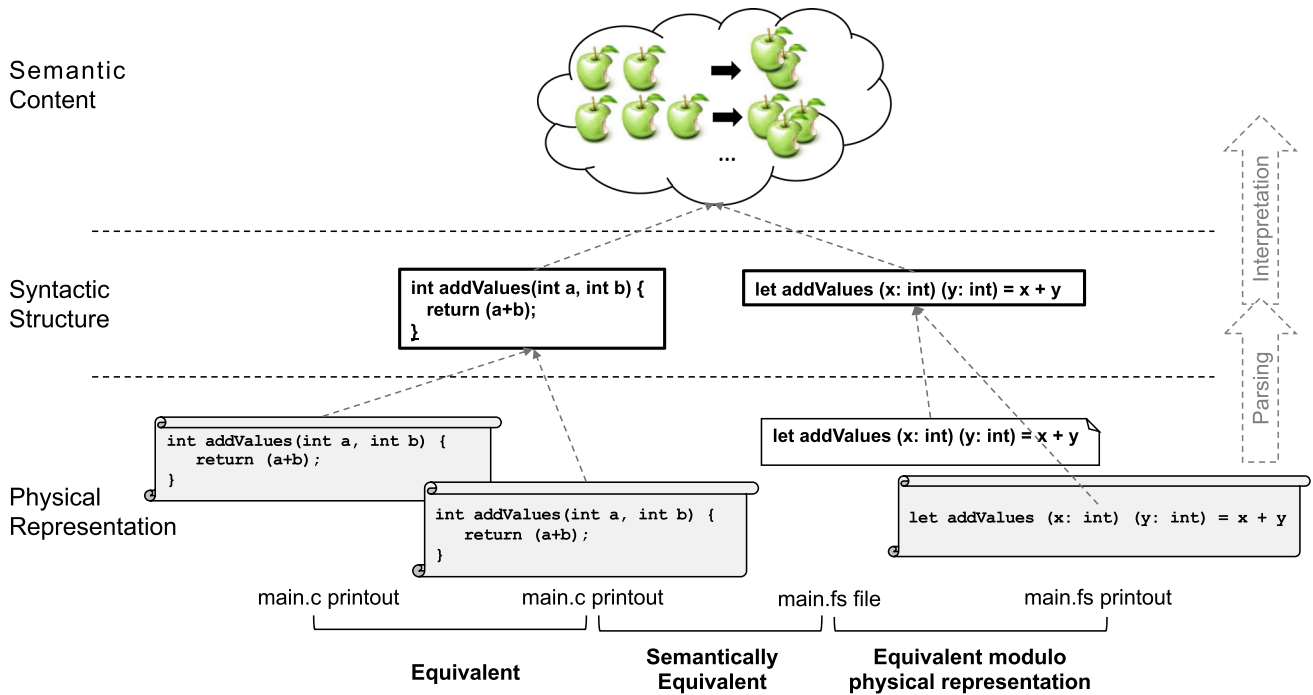 Semantic
Content
...
Interpretation
Syntactic
Structure
int addValues(int a, int b) {
return (a+b);
}
let addValues (x: int) (y: int) = x + y
Parsing
Physical
Representation
int addValues(int a, int b) {
return (a+b);
}
int addValues(int a, int b) {
return (a+b);
}
let addValues (x: int) (y: int) = x + y
let addValues (x: int) (y: int) = x + y
main.c printout
main.c printout
main.fs file
main.fs printout
Equivalent
Semantically
Equivalent
Equivalent modulo
physical representation